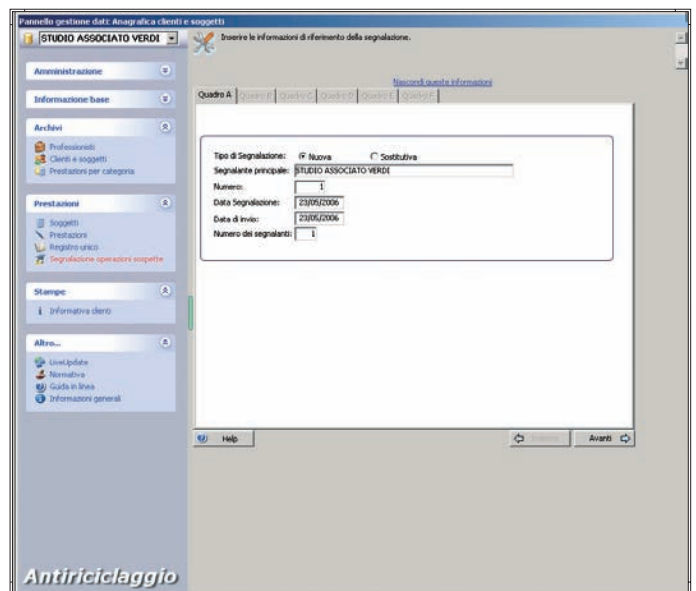 Pannello gestione dati: Anagrafica clienti e soggetti
STUDIO ASSOCIATO VERDI
Inserire le informazioni di riferimento della segnalazione.
Nascondi queste informazioni
Amministrazione
Informazione base
Archivi
Professionisti
Clienti e soggetti
Prestazioni per categoria
Prestazioni
Soggetti
Prestazioni
Registro unico
Segnalazione operazioni sospette
Stampe
Informativa clienti
Altro...
LiveUpdate
Normativa
Guida in linea
Informazioni generali
Antiriciclaggio
Quadro A Quadro B Quadro C Quadro D Quadro E Quadro F
Tipo di Segnalazione: Nuova Sostitutiva
Segnalante principale: STUDIO ASSOCIATO VERDI
Numero: 1
Data Segnalazione: 23/05/2006
Data di invio: 23/05/2006
Numero dei segnalanti: 1
Help
Avanti